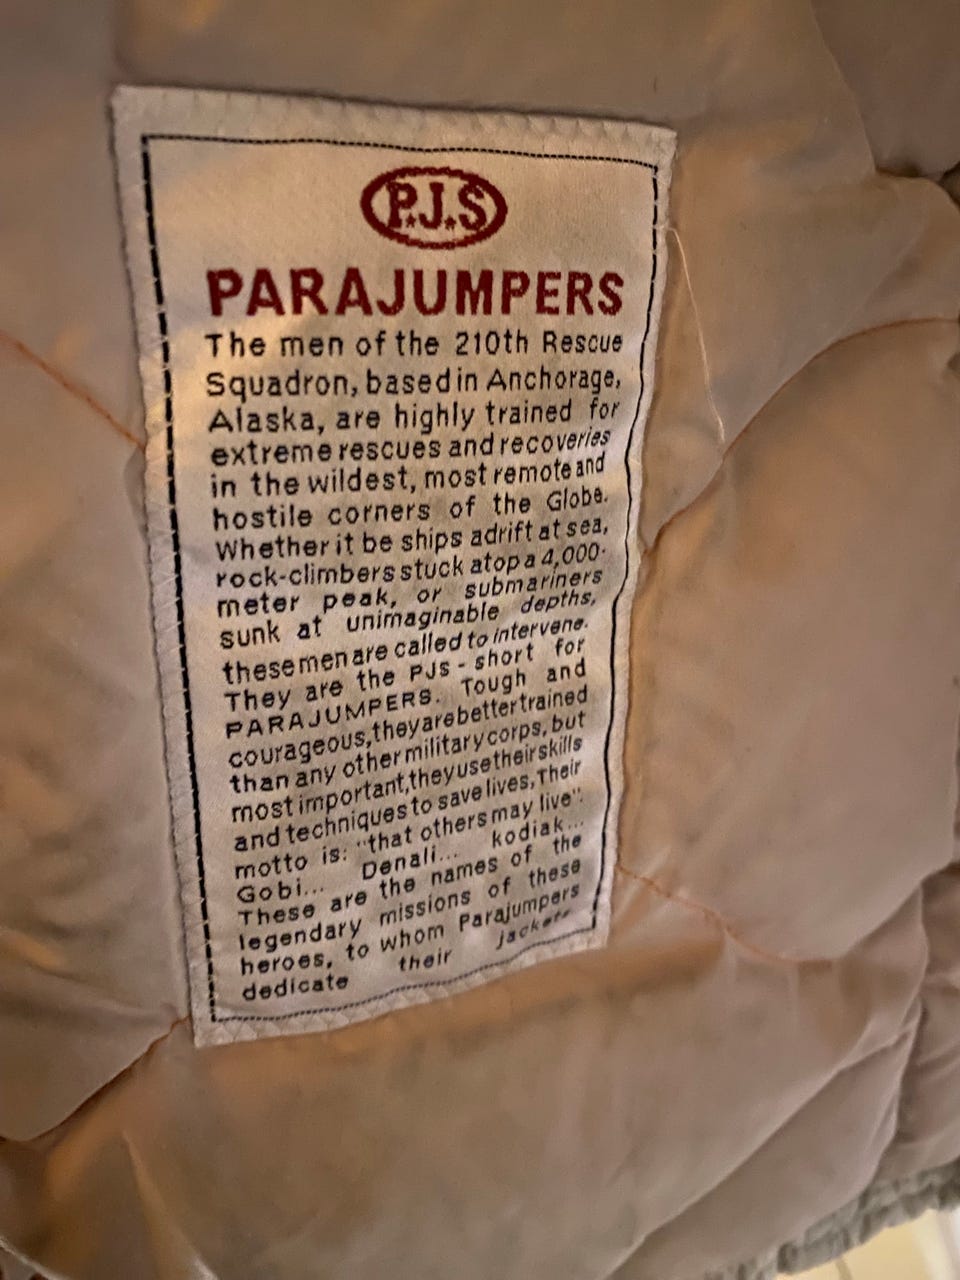 P.J.S
PARAJUMPERS
The men of the 210th Rescue
Squadron, based in Anchorage,
Alaska, are highly trained for
extreme rescues and recoveries
in the wildest, most remote and
hostile corners of the Globe.
Whether it be ships adrift at sea,
rock-climbers stuck atop a 4,000-
meter peak, or submariners
sunk at unimaginable depths,
these men are called to intervene.
They are the PJs - short for
PARAJUMPERS. Tough and
courageous, they are better trained
than any other military corps, but
most important, they use their skills
and techniques to save lives, Their
motto is: "that others may live".
Gobi... Denali... kodiak...
These are the names of the
legendary missions of these
heroes, to whom Parajumpers
dedicate their jackets